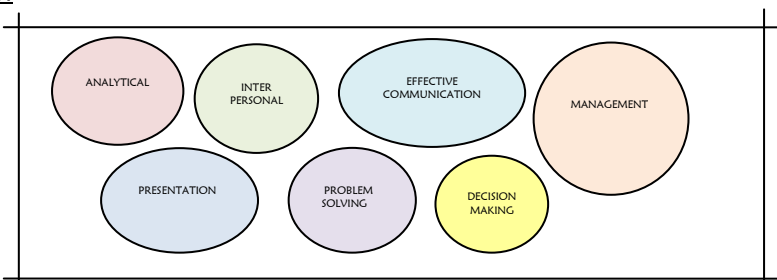 ANALYTICAL
INTER
PERSONAL
EFFECTIVE
COMMUNICATION
MANAGEMENT
PRESENTATION
PROBLEM
SOLVING
DECISION
MAKING